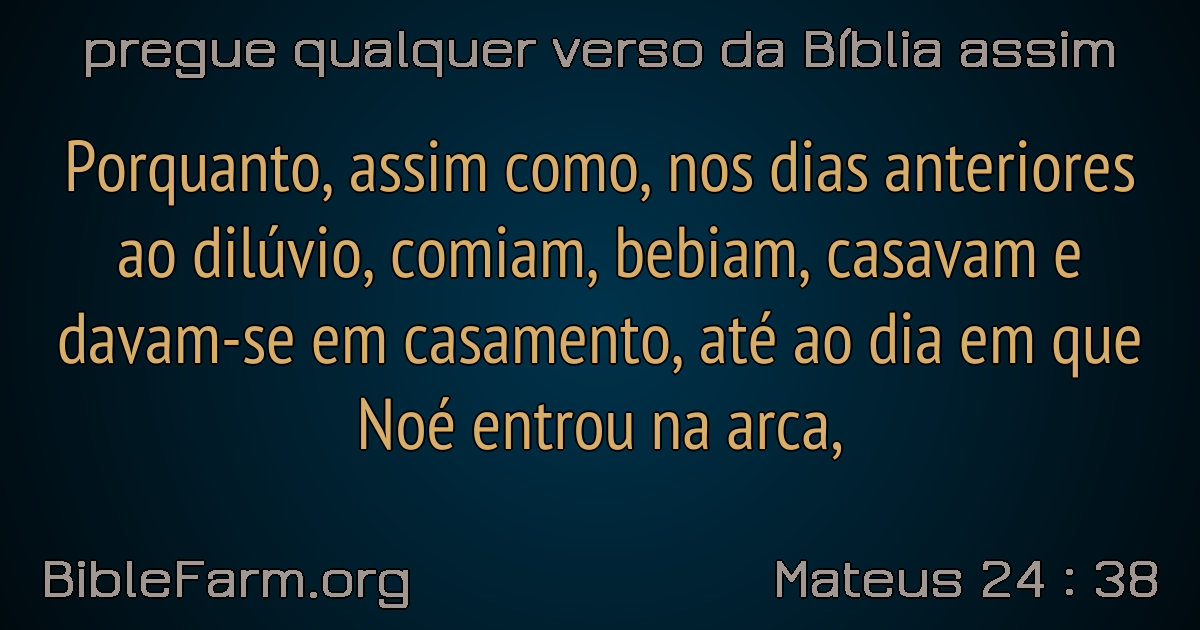 pregue qualquer verso da Bíblia assim
Porquanto, assim como, nos dias anteriores
ao dilúvio, comiam, bebiam, casavam e
davam-se em casamento, até ao dia em que
Noé entrou na arca,
BibleFarm.org
Mateus 24 : 38